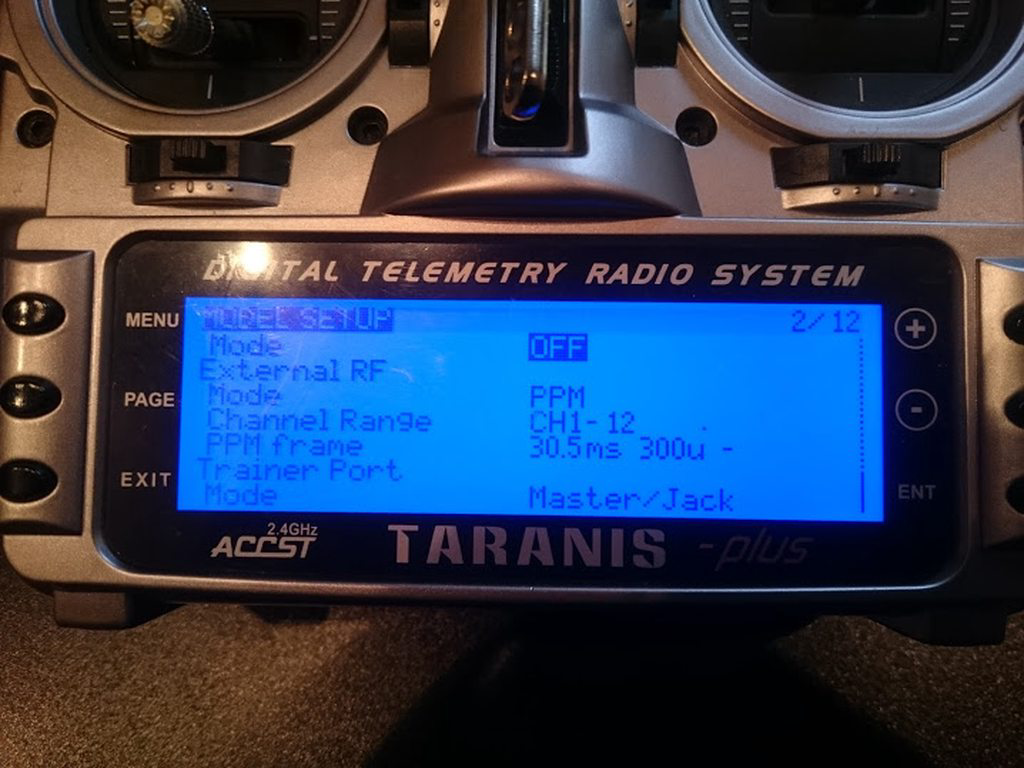 DIGITAL TELEMETRY RADIO SYSTEM
MENU
PAGE
EXIT
MODEL SETUP 2/12
Mode OFF
External RF
Mode PPM
Channel Range CH1-12
PPM frame 30.5ms 300u -
Trainer Port
Mode Master/Jack
+
-
ENT
2.4GHz
ACCST
TARANIS -plus